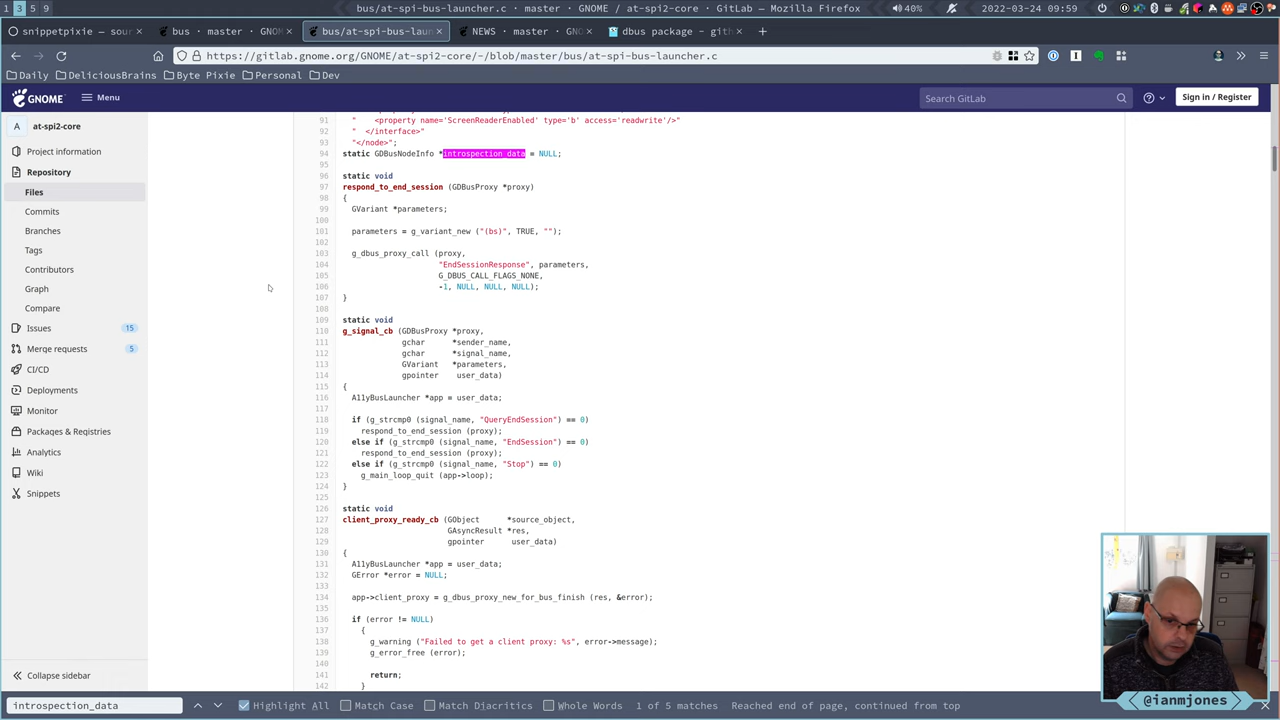 1 2 3 5 9
bus/at-spi-bus-launcher.c · master · GNOME / at-spi2-core · GitLab — Mozilla Firefox
40%
2022-03-24 09:59
snippetpixie — sour
bus · master · GNOM
bus/at-spi-bus-laun
NEWS · master · GNO
dbus package - gith
https://gitlab.gnome.org/GNOME/at-spi2-core/-/blob/master/bus/at-spi-bus-launcher.c
Daily
DeliciousBrains
Byte Pixie
Personal
Dev
GNOME
Menu
Search GitLab
Sign in / Register
A at-spi2-core
Project information
Repository
Files
Commits
Branches
Tags
Contributors
Graph
Compare
Issues 15
Merge requests 5
CI/CD
Deployments
Monitor
Packages & Registries
Analytics
Wiki
Snippets
Collapse sidebar
91 " <property name='ScreenReaderEnabled' type='b' access='readwrite'/>"
92 " </interface>"
93 "</node>";
94 static GDBusNodeInfo *introspection_data = NULL;
95
96 static void
97 respond_to_end_session (GDBusProxy *proxy)
98 {
99 GVariant *parameters;
100
101 parameters = g_variant_new ("(bs)", TRUE, "");
102
103 g_dbus_proxy_call (proxy,
104 "EndSessionResponse", parameters,
105 G_DBUS_CALL_FLAGS_NONE,
106 -1, NULL, NULL, NULL);
107 }
108
109 static void
110 g_signal_cb (GDBusProxy *proxy,
111 gchar *sender_name,
112 gchar *signal_name,
113 GVariant *parameters,
114 gpointer user_data)
115 {
116 A11yBusLauncher *app = user_data;
117
118 if (g_strcmp0 (signal_name, "QueryEndSession") == 0)
119 respond_to_end_session (proxy);
120 else if (g_strcmp0 (signal_name, "EndSession") == 0)
121 respond_to_end_session (proxy);
122 else if (g_strcmp0 (signal_name, "Stop") == 0)
123 g_main_loop_quit (app->loop);
124 }
125
126 static void
127 client_proxy_ready_cb (GObject *source_object,
128 GAsyncResult *res,
129 gpointer user_data)
130 {
131 A11yBusLauncher *app = user_data;
132 GError *error = NULL;
133
134 app->client_proxy = g_dbus_proxy_new_for_bus_finish (res, &error);
135
136 if (error != NULL)
137 {
138 g_warning ("Failed to get a client proxy: %s", error->message);
139 g_error_free (error);
140
141 return;
142 }
@ianmjones
introspection_data
Highlight All
Match Case
Match Diacritics
Whole Words
1 of 5 matches
Reached end of page, continued from top